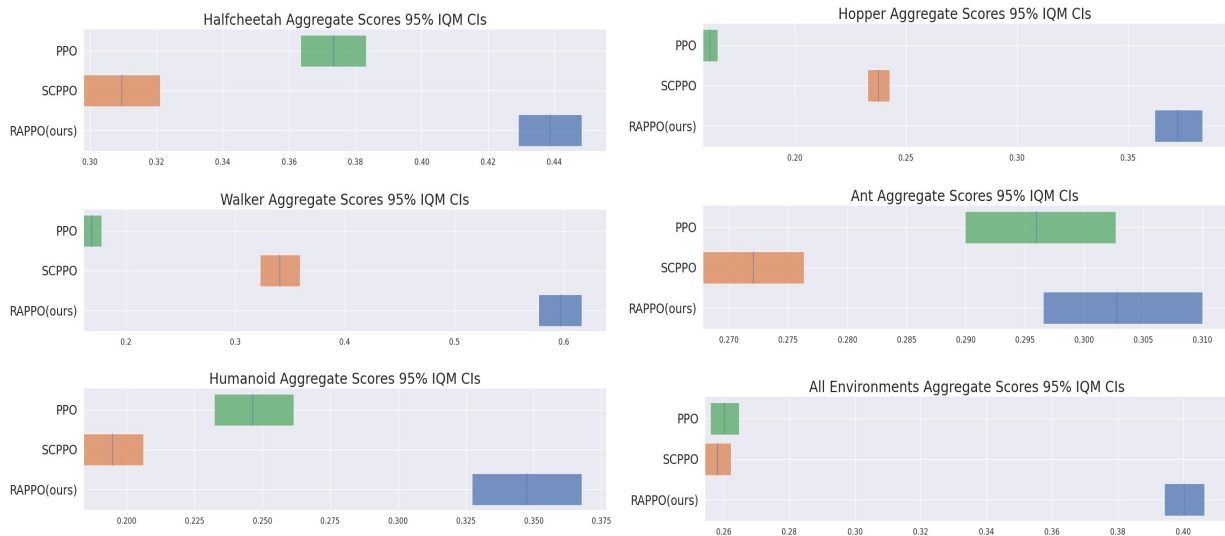 Halfcheetah Aggregate Scores 95% IQM CIs
PPO
SCPPO
RAPPO(ours)
0.30 0.32 0.34 0.36 0.38 0.40 0.42 0.44
Hopper Aggregate Scores 95% IQM CIs
PPO
SCPPO
RAPPO(ours)
0.20 0.25 0.30 0.35
Walker Aggregate Scores 95% IQM CIs
PPO
SCPPO
RAPPO(ours)
0.2 0.3 0.4 0.5 0.6
Ant Aggregate Scores 95% IQM CIs
PPO
SCPPO
RAPPO(ours)
0.270 0.275 0.280 0.285 0.290 0.295 0.300 0.305 0.310
Humanoid Aggregate Scores 95% IQM CIs
PPO
SCPPO
RAPPO(ours)
0.200 0.225 0.250 0.275 0.300 0.325 0.350 0.375
All Environments Aggregate Scores 95% IQM CIs
PPO
SCPPO
RAPPO(ours)
0.26 0.28 0.30 0.32 0.34 0.36 0.38 0.40